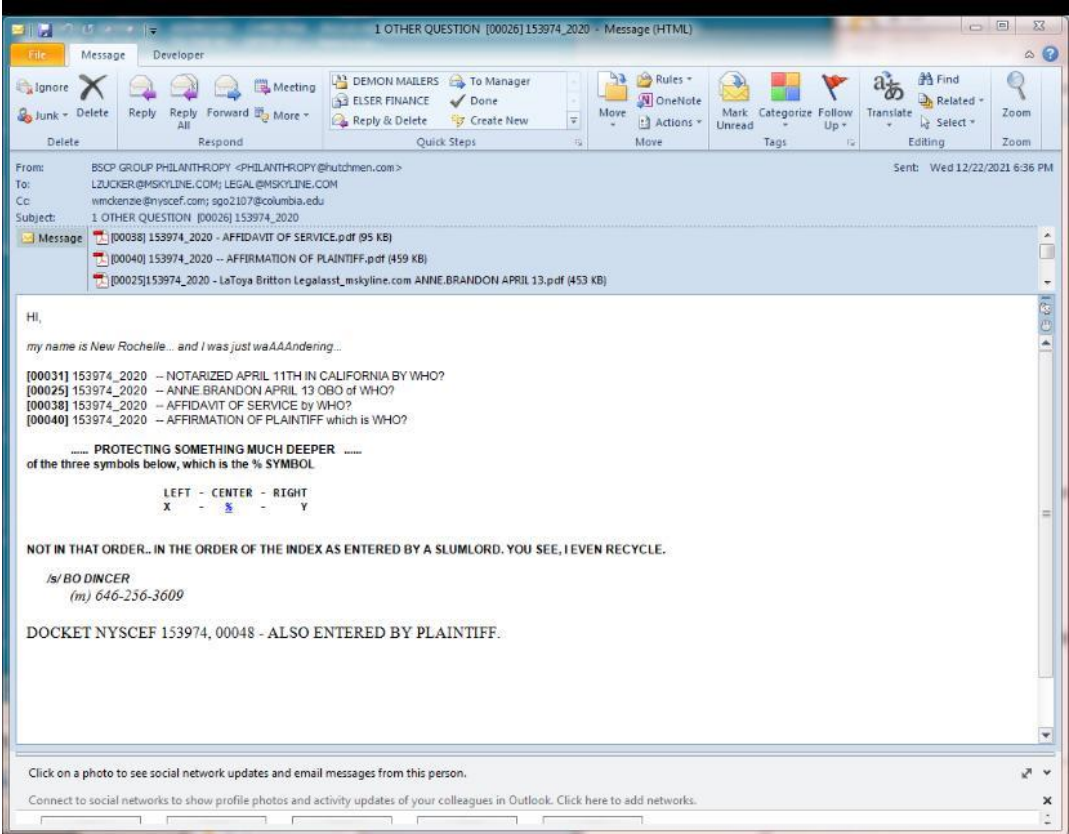 1 OTHER QUESTION [00026] 153974_2020 - Message (HTML)
File Message Developer
Ignore Delete Reply Reply All Forward Meeting DEMON MAILERS To Manager Move Rules Mark Unread Categorize Follow Up Translate Find Zoom
ELSER FINANCE Done OneNote Related
Junk More Reply & Delete Create New Actions Select
Delete Respond Quick Steps Move Tags Editing Zoom
From: BSCP GROUP PHILANTHROPY <PHILANTHROPY@hutchmen.com> Sent: Wed 12/22/2021 6:36 PM
To: LZUCKER@MSKYLINE.COM; LEGAL@MSKYLINE.COM
Cc: wmckenzie@nyscef.com; sgo2107@columbia.edu
Subject: 1 OTHER QUESTION [00026] 153974_2020
Message [00038] 153974_2020 - AFFIDAVIT OF SERVICE.pdf (95 KB)
[00040] 153974_2020 -- AFFIRMATION OF PLAINTIFF.pdf (459 KB)
[00025]153974_2020 - LaToya Britton Legalasst_mskyline.com ANNE.BRANDON APRIL 13.pdf (453 KB)
HI,
my name is New Rochelle... and I was just waAAAndering...
[00031] 153974_2020 -- NOTARIZED APRIL 11TH IN CALIFORNIA BY WHO?
[00025] 153974_2020 -- ANNE.BRANDON APRIL 13 OBO of WHO?
[00038] 153974_2020 -- AFFIDAVIT OF SERVICE by WHO?
[00040] 153974_2020 -- AFFIRMATION OF PLAINTIFF which is WHO?
...... PROTECTING SOMETHING MUCH DEEPER ......
of the three symbols below, which is the % SYMBOL
LEFT - CENTER - RIGHT
X - % - Y
NOT IN THAT ORDER.. IN THE ORDER OF THE INDEX AS ENTERED BY A SLUMLORD. YOU SEE, I EVEN RECYCLE.
/s/ BO DINCER
(m) 646-256-3609
DOCKET NYSCEF 153974, 00048 - ALSO ENTERED BY PLAINTIFF.
Click on a photo to see social network updates and email messages from this person.
Connect to social networks to show profile photos and activity updates of your colleagues in Outlook. Click here to add networks.